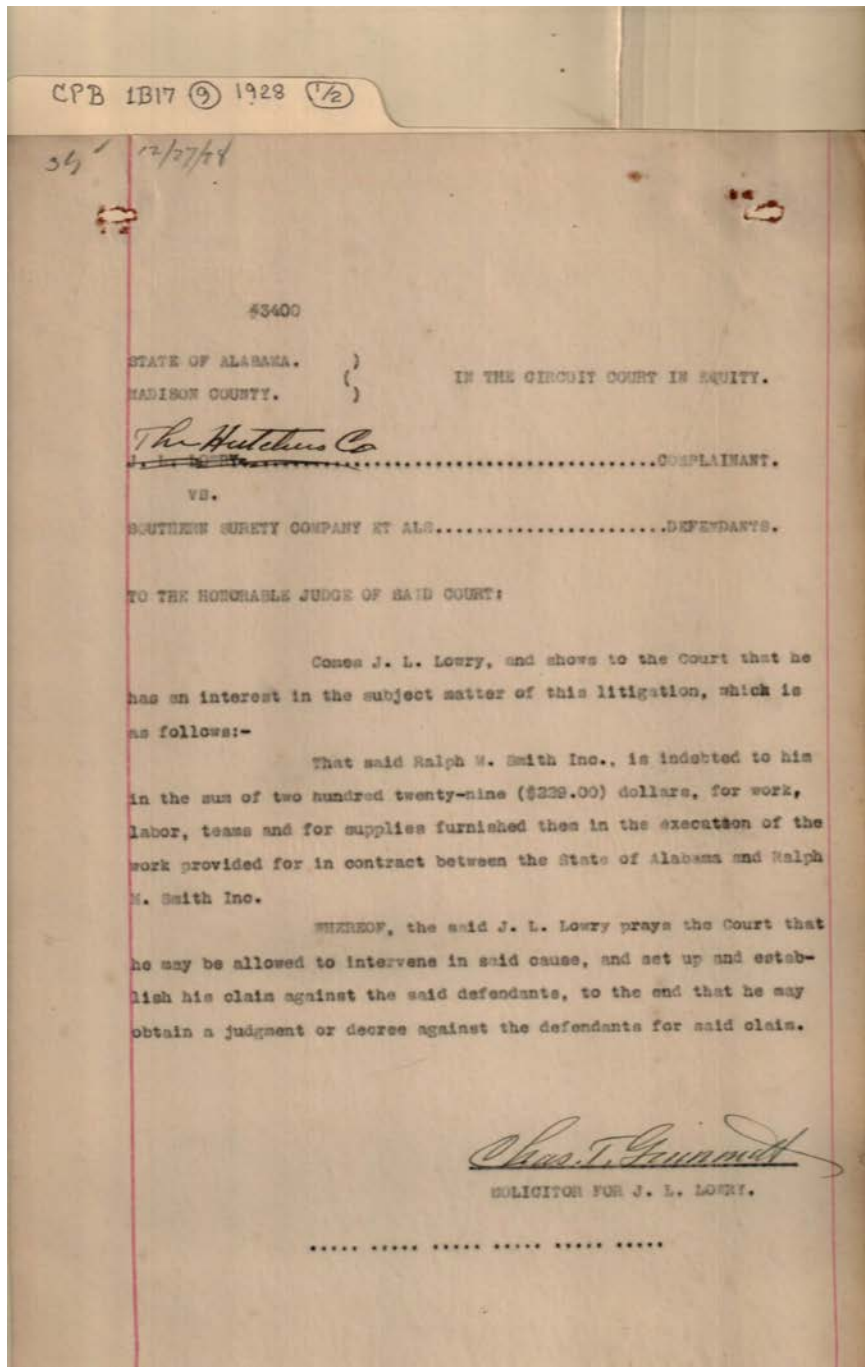 CPB 1B17 (9) 1928 (1/2)
12/27/28
#3400
STATE OF ALABAMA. )
( IN THE CIRCUIT COURT IN EQUITY.
MADISON COUNTY. )
The Hutchens Co
J. L. LOWRY..................................................COMPLAINANT.
VS.
SOUTHERN SURETY COMPANY ET ALS........................DEFENDANTS.
TO THE HONORABLE JUDGE OF SAID COURT:
Comes J. L. Lowry, and shows to the Court that he
has an interest in the subject matter of this litigation, which is
as follows:-
That said Ralph M. Smith Inc., is indebted to him
in the sum of two hundred twenty-nine ($229.00) dollars, for work,
labor, teams and for supplies furnished them in the execution of the
work provided for in contract between the State of Alabama and Ralph
M. Smith Inc.
WHEREOF, the said J. L. Lowry prays the Court that
he may be allowed to intervene in said cause, and set up and estab-
lish his claim against the said defendants, to the end that he may
obtain a judgment or decree against the defendants for said claim.
Chas. T. Grimmett
SOLICITOR FOR J. L. LOWRY.
..... ..... ..... ..... ..... .....